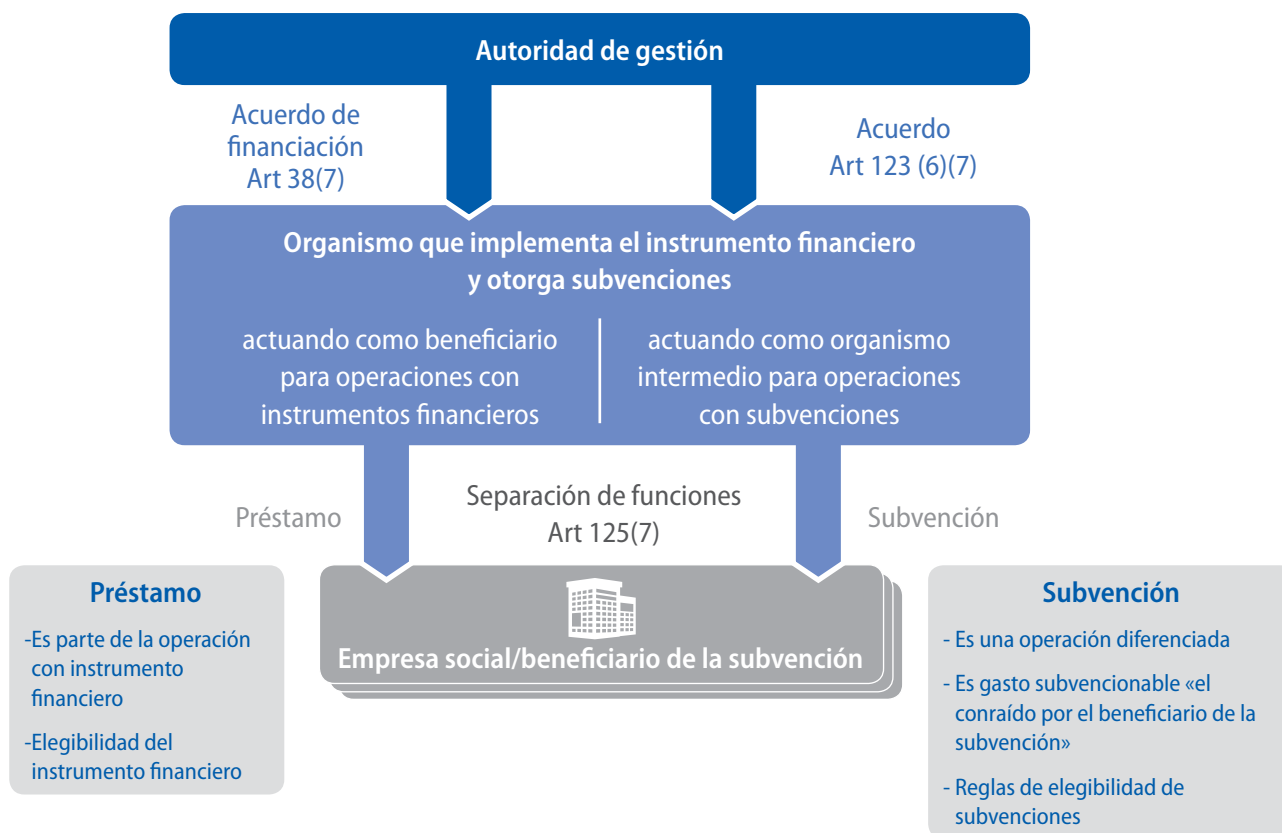 Autoridad de gestión
Acuerdo de
financiación
Art 38(7)
Acuerdo
Art 123 (6)(7)
Organismo que implementa el instrumento financiero
y otorga subvenciones
actuando como beneficiario
para operaciones con
instrumentos financieros
actuando como organismo
intermedio para operaciones
con subvenciones
Préstamo
Separación de funciones
Art 125(7)
Subvención
Préstamo
-Es parte de la operación
con instrumento
financiero
-Elegibilidad del
instrumento financiero
Empresa social/beneficiario de la subvención
Subvención
- Es una operación diferenciada
- Es gasto subvencionable «el
conraído por el beneficiario de la
subvención»
- Reglas de elegibilidad de
subvenciones